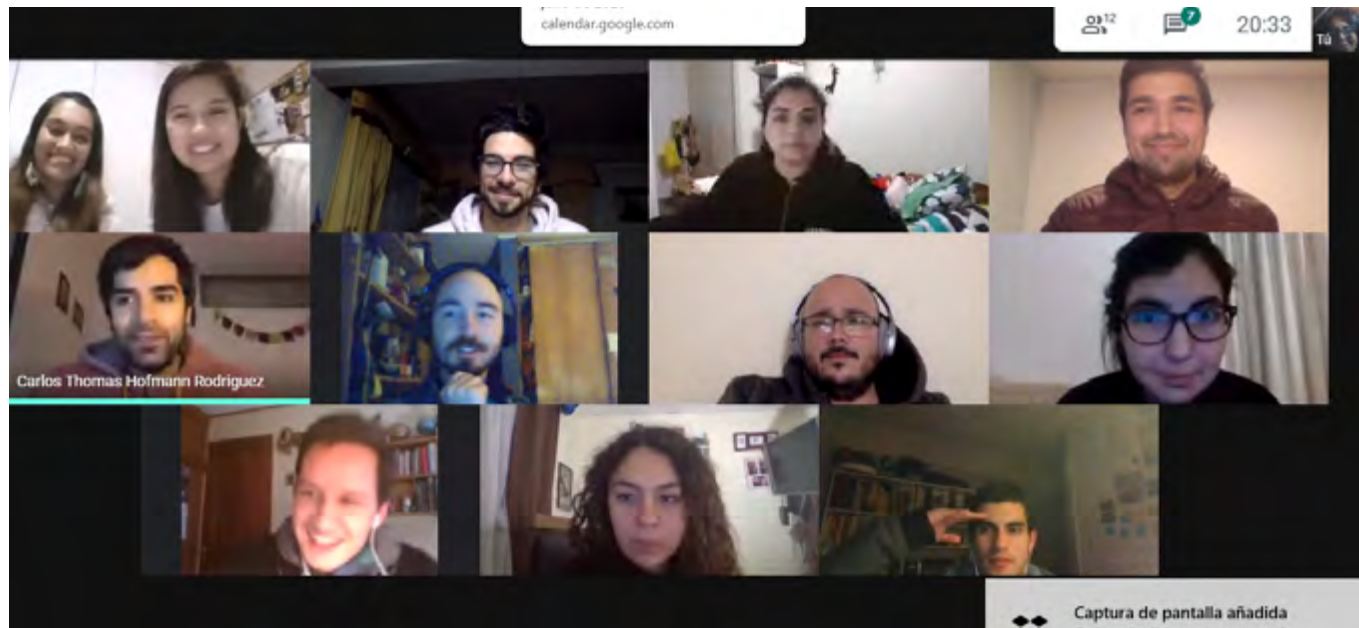 calendar.google.com
12
7
20:33
Tú
Carlos Thomas Hofmann Rodriguez
Captura de pantalla añadida